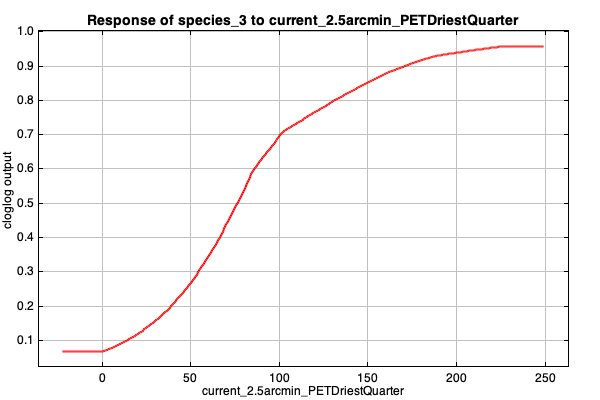 Response of species_3 to current_2.5arcmin_PETDriestQuarter
1.0
0.9
0.8
0.7
0.6
0.5
0.4
0.3
0.2
0.1
cloglog output
0 50 100 150 200 250
current_2.5arcmin_PETDriestQuarter